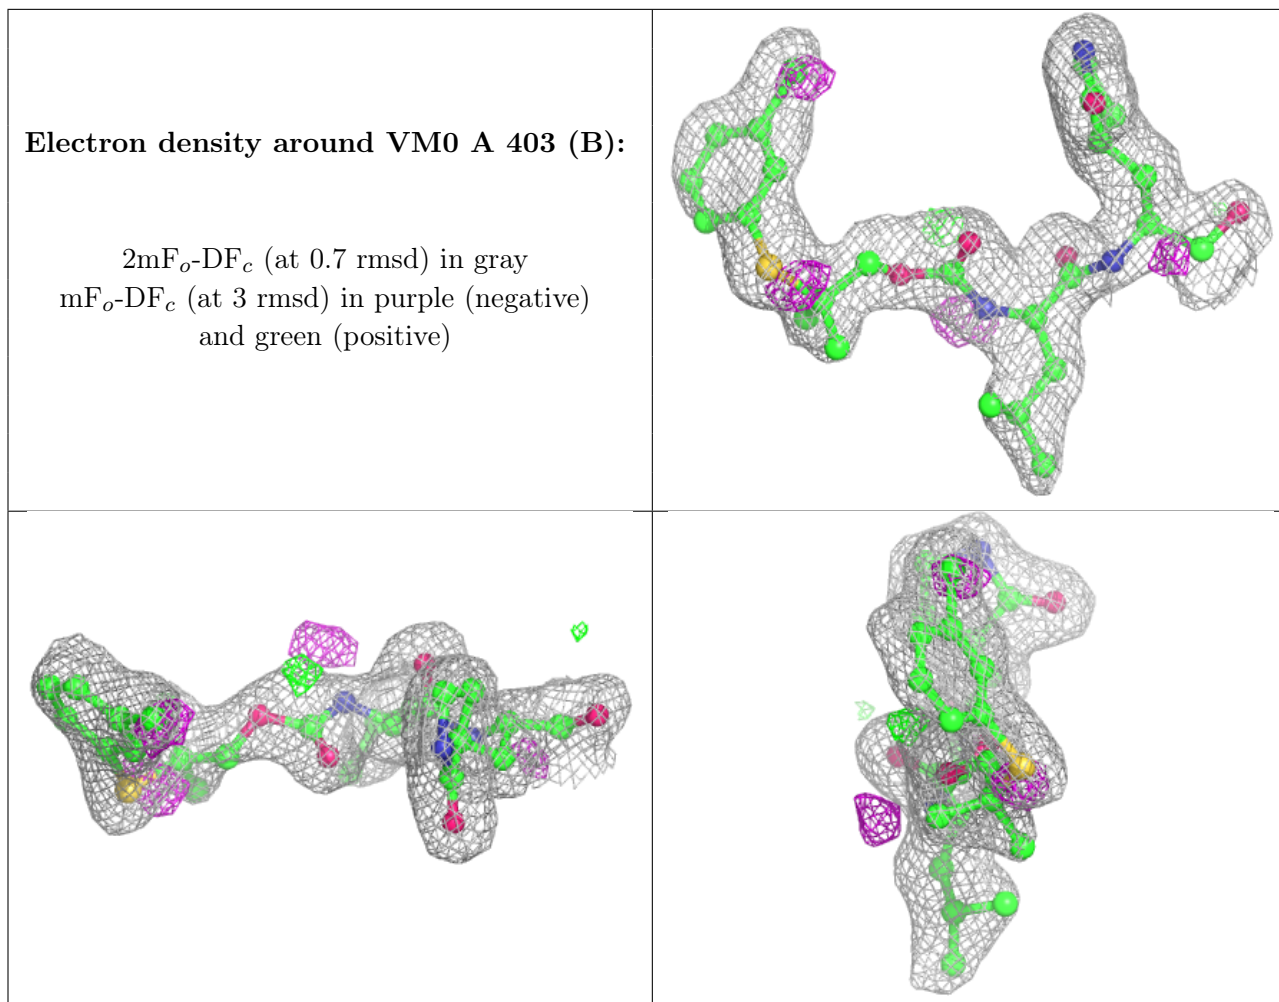 Electron density around VM0 A 403 (B):
2mFo-DFc (at 0.7 rmsd) in gray
mFo-DFc (at 3 rmsd) in purple (negative)
and green (positive)